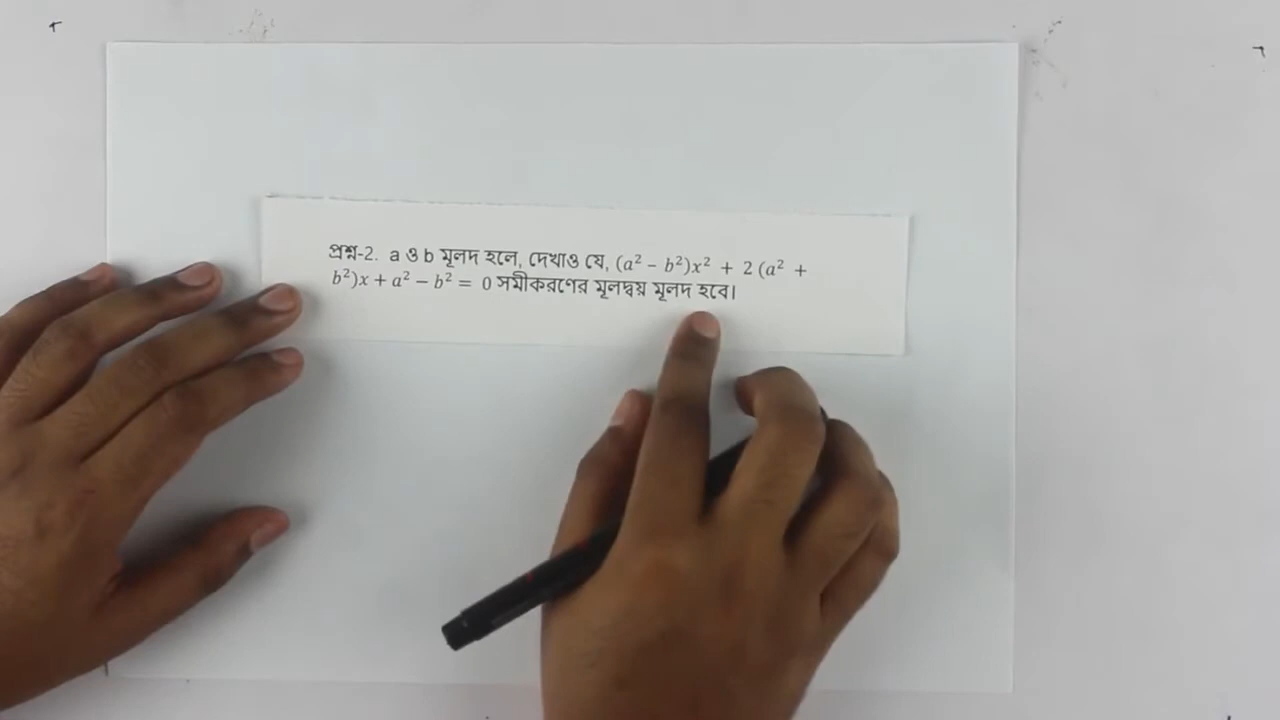 প্রশ্ন-2. a ও b মূলদ হলে, দেখাও যে, (a² − b²)x² + 2 (a² +
b²)x + a² − b² = 0 সমীকরণের মূলদ্বয় মূলদ হবে।